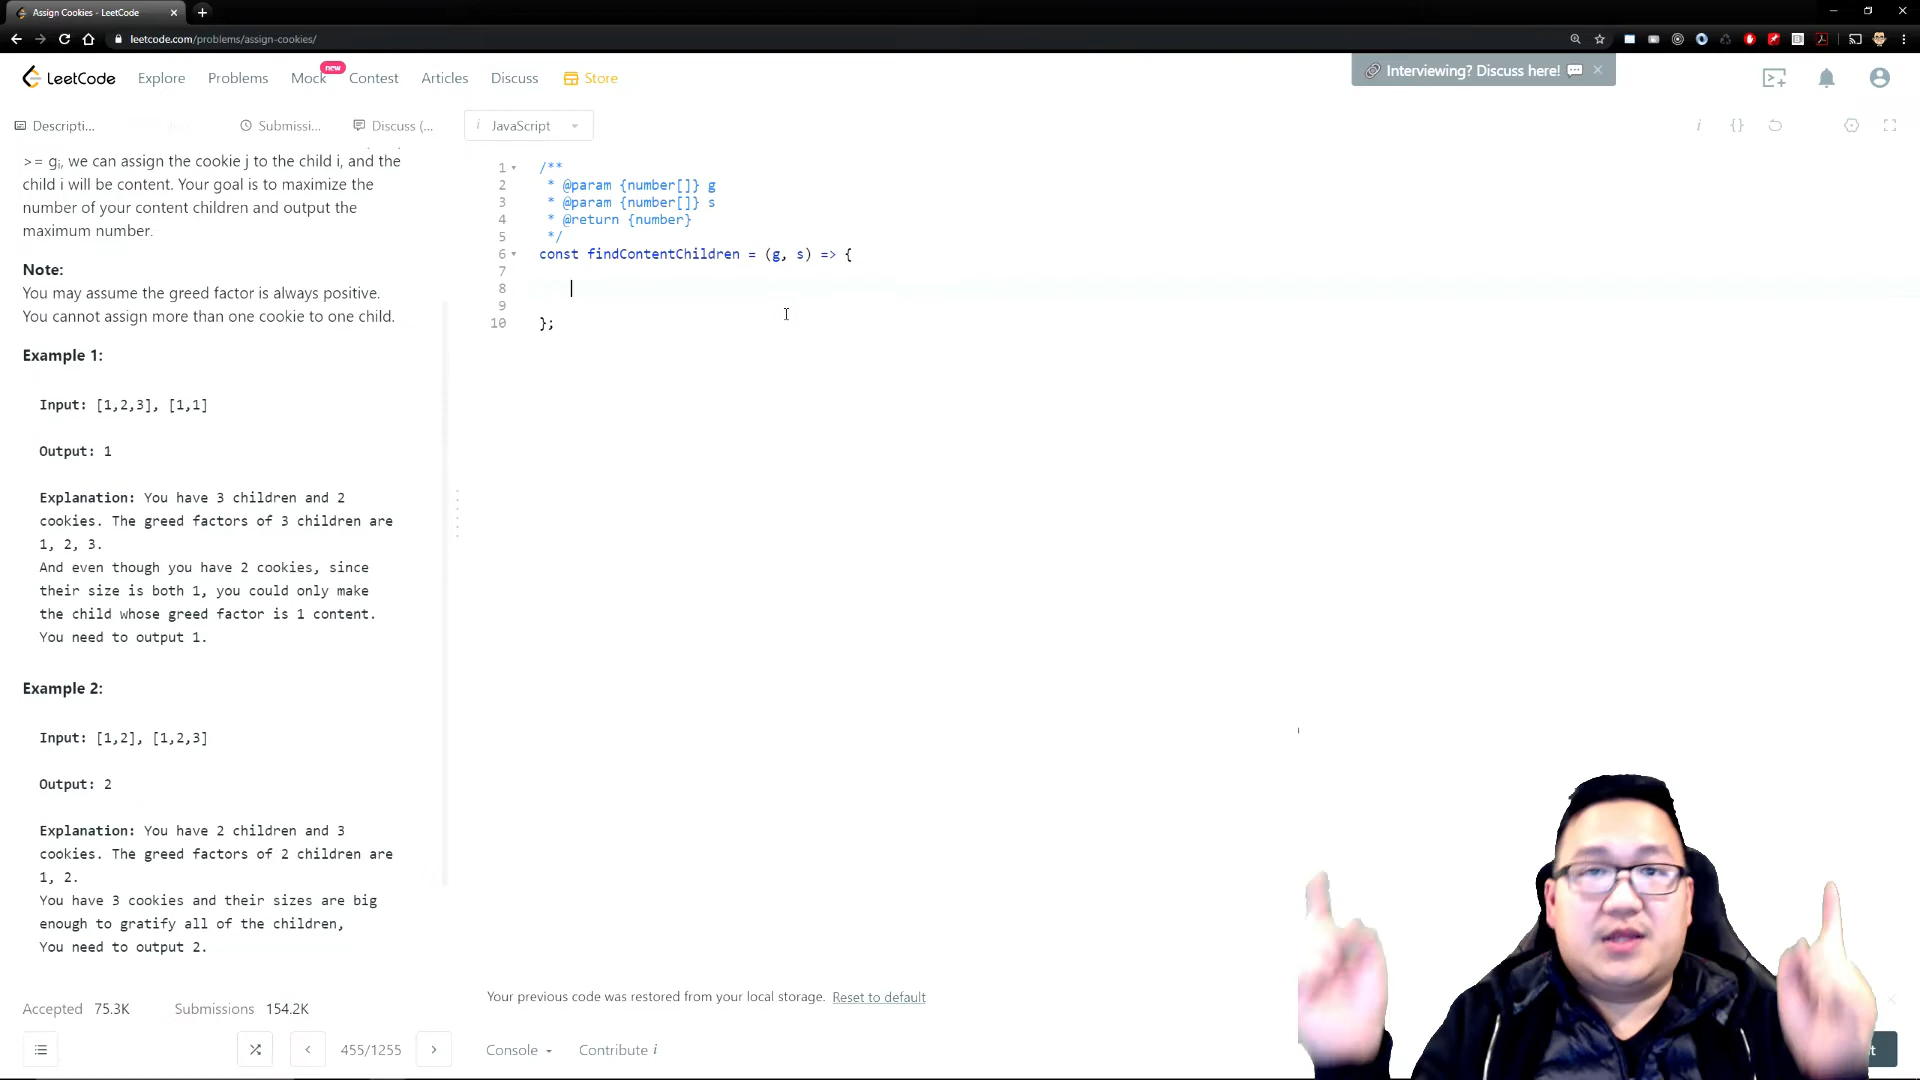 Assign Cookies - LeetCode
leetcode.com/problems/assign-cookies/
LeetCode
Explore
Problems
Mock
new
Contest
Articles
Discuss
Store
Interviewing? Discuss here!
Descripti...
Submissi...
Discuss (...
i JavaScript
>= gi, we can assign the cookie j to the child i, and the
child i will be content. Your goal is to maximize the
number of your content children and output the
maximum number.
Note:
You may assume the greed factor is always positive.
You cannot assign more than one cookie to one child.
Example 1:
Input: [1,2,3], [1,1]
Output: 1
Explanation: You have 3 children and 2
cookies. The greed factors of 3 children are
1, 2, 3.
And even though you have 2 cookies, since
their size is both 1, you could only make
the child whose greed factor is 1 content.
You need to output 1.
Example 2:
Input: [1,2], [1,2,3]
Output: 2
Explanation: You have 2 children and 3
cookies. The greed factors of 2 children are
1, 2.
You have 3 cookies and their sizes are big
enough to gratify all of the children,
You need to output 2.
Accepted 75.3K Submissions 154.2K
455/1255
1 /**
2 * @param {number[]} g
3 * @param {number[]} s
4 * @return {number}
5 */
6 const findContentChildren = (g, s) => {
7
8
9
10 };
Your previous code was restored from your local storage. Reset to default
Console
Contribute i